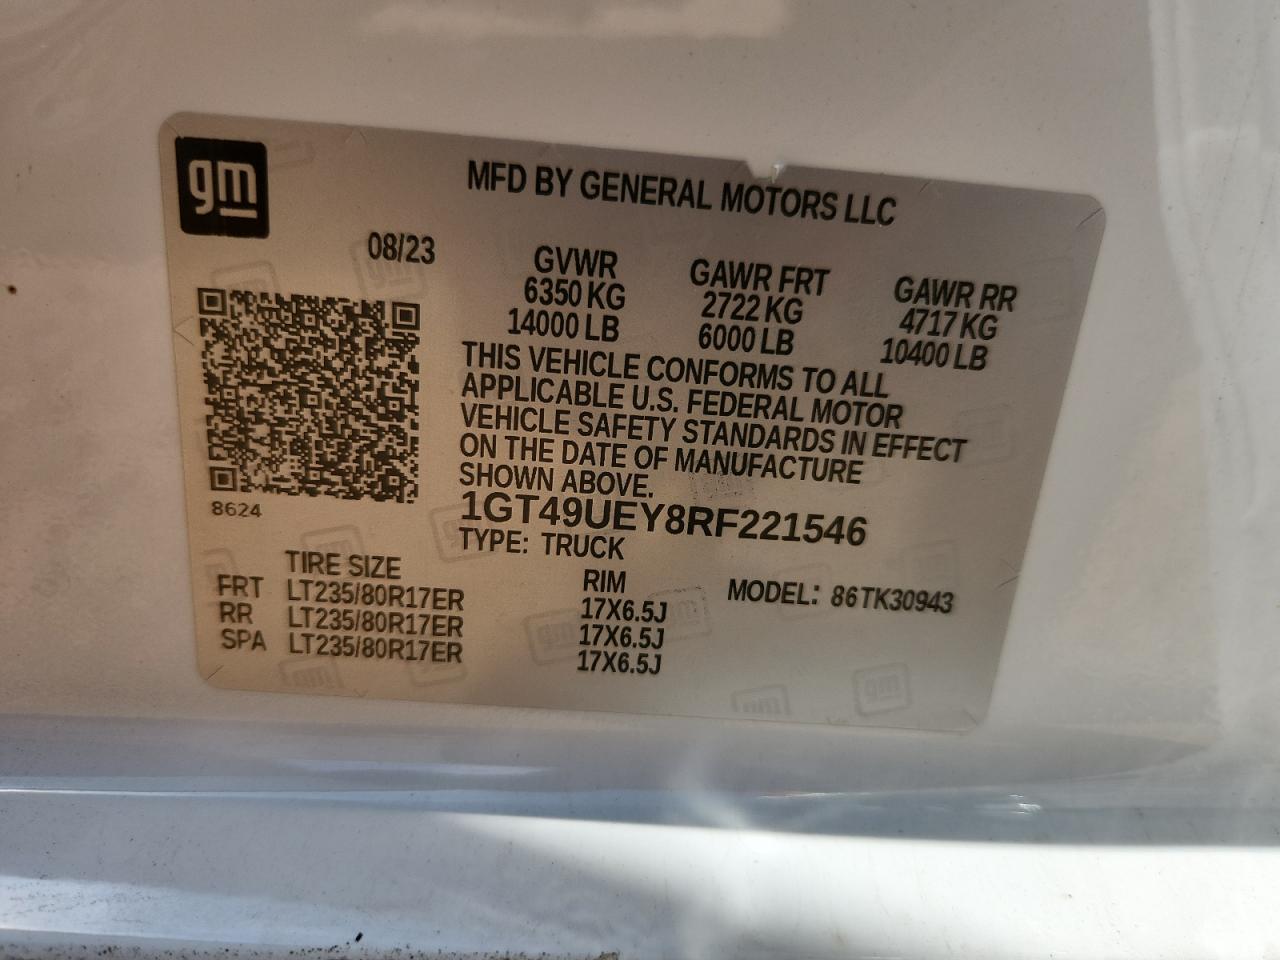 gm
MFD BY GENERAL MOTORS LLC
08/23
GVWR GAWR FRT GAWR RR
6350 KG 2722 KG 4717 KG
14000 LB 6000 LB 10400 LB
THIS VEHICLE CONFORMS TO ALL
APPLICABLE U.S. FEDERAL MOTOR
VEHICLE SAFETY STANDARDS IN EFFECT
ON THE DATE OF MANUFACTURE
SHOWN ABOVE.
8624
1GT49UEY8RF221546
TYPE: TRUCK
TIRE SIZE RIM MODEL: 86TK30943
FRT LT235/80R17ER 17X6.5J
RR LT235/80R17ER 17X6.5J
SPA LT235/80R17ER 17X6.5J